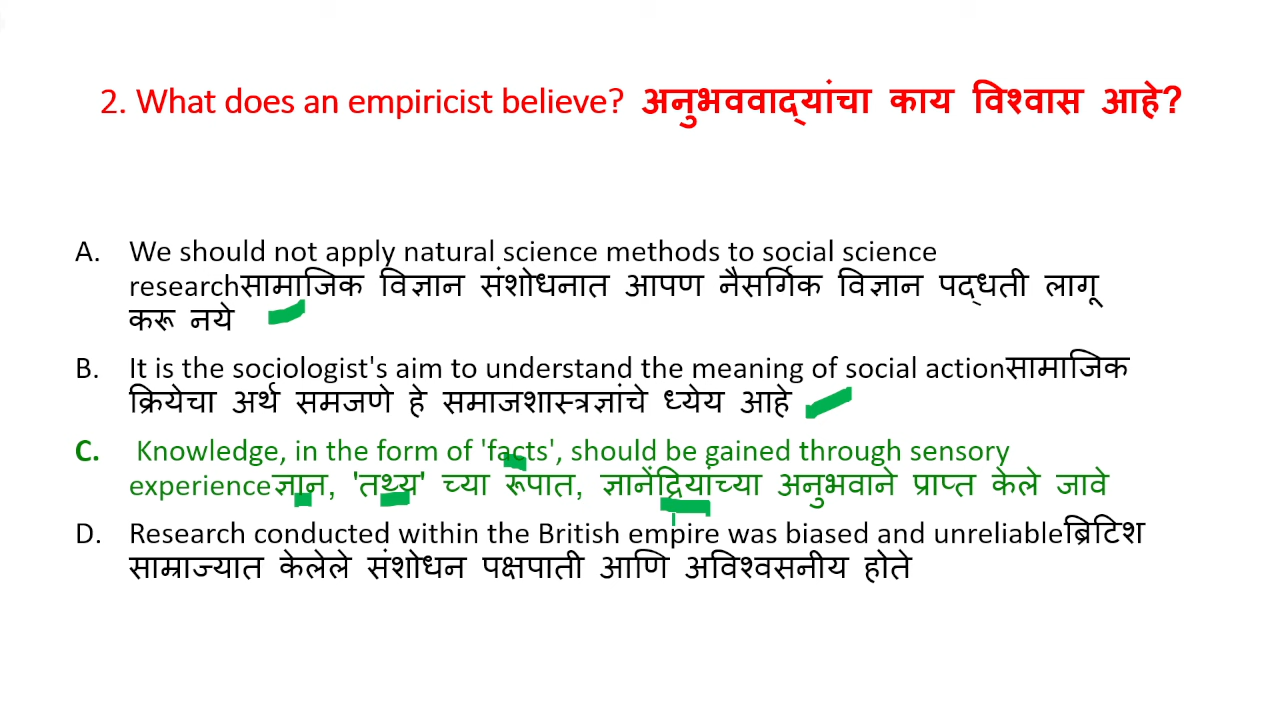 2. What does an empiricist believe? अनुभववाद्यांचा काय विश्वास आहे?
A. We should not apply natural science methods to social science
researchसामाजिक विज्ञान संशोधनात आपण नैसर्गिक विज्ञान पद्धती लागू
करू नये
B. It is the sociologist's aim to understand the meaning of social actionसामाजिक
क्रियेचा अर्थ समजणे हे समाजशास्त्रज्ञांचे ध्येय आहे
C. Knowledge, in the form of 'facts', should be gained through sensory
experienceज्ञान, 'तथ्य' च्या रूपात, ज्ञानेंद्रियांच्या अनुभवाने प्राप्त केले जावे
D. Research conducted within the British empire was biased and unreliableब्रिटिश
साम्राज्यात केलेले संशोधन पक्षपाती आणि अविश्वसनीय होते